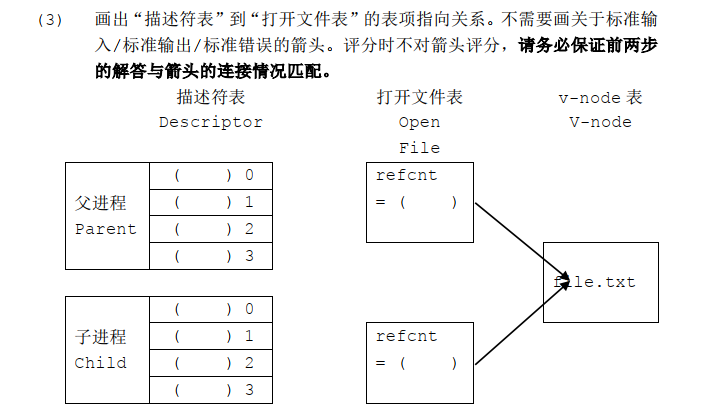 (3) 画出“描述符表”到“打开文件表”的表项指向关系。不需要画关于标准输
入/标准输出/标准错误的箭头。评分时不对箭头评分，请务必保证前两步
的解答与箭头的连接情况匹配。
描述符表 打开文件表 v-node 表
Descriptor Open V-node
File
( ) 0 refcnt
父进程 ( ) 1 = ( )
Parent ( ) 2
( ) 3
file.txt
( ) 0
子进程 ( ) 1 refcnt
Child ( ) 2 = ( )
( ) 3